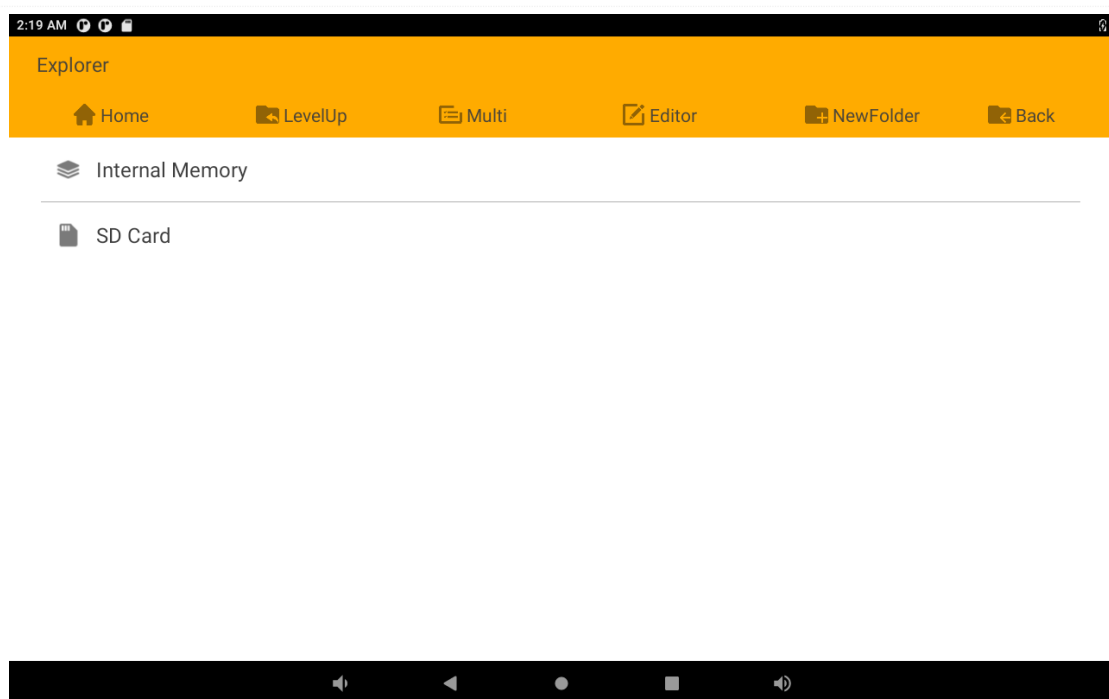 2:19 AM
Explorer
Home LevelUp Multi Editor NewFolder Back
Internal Memory
SD Card